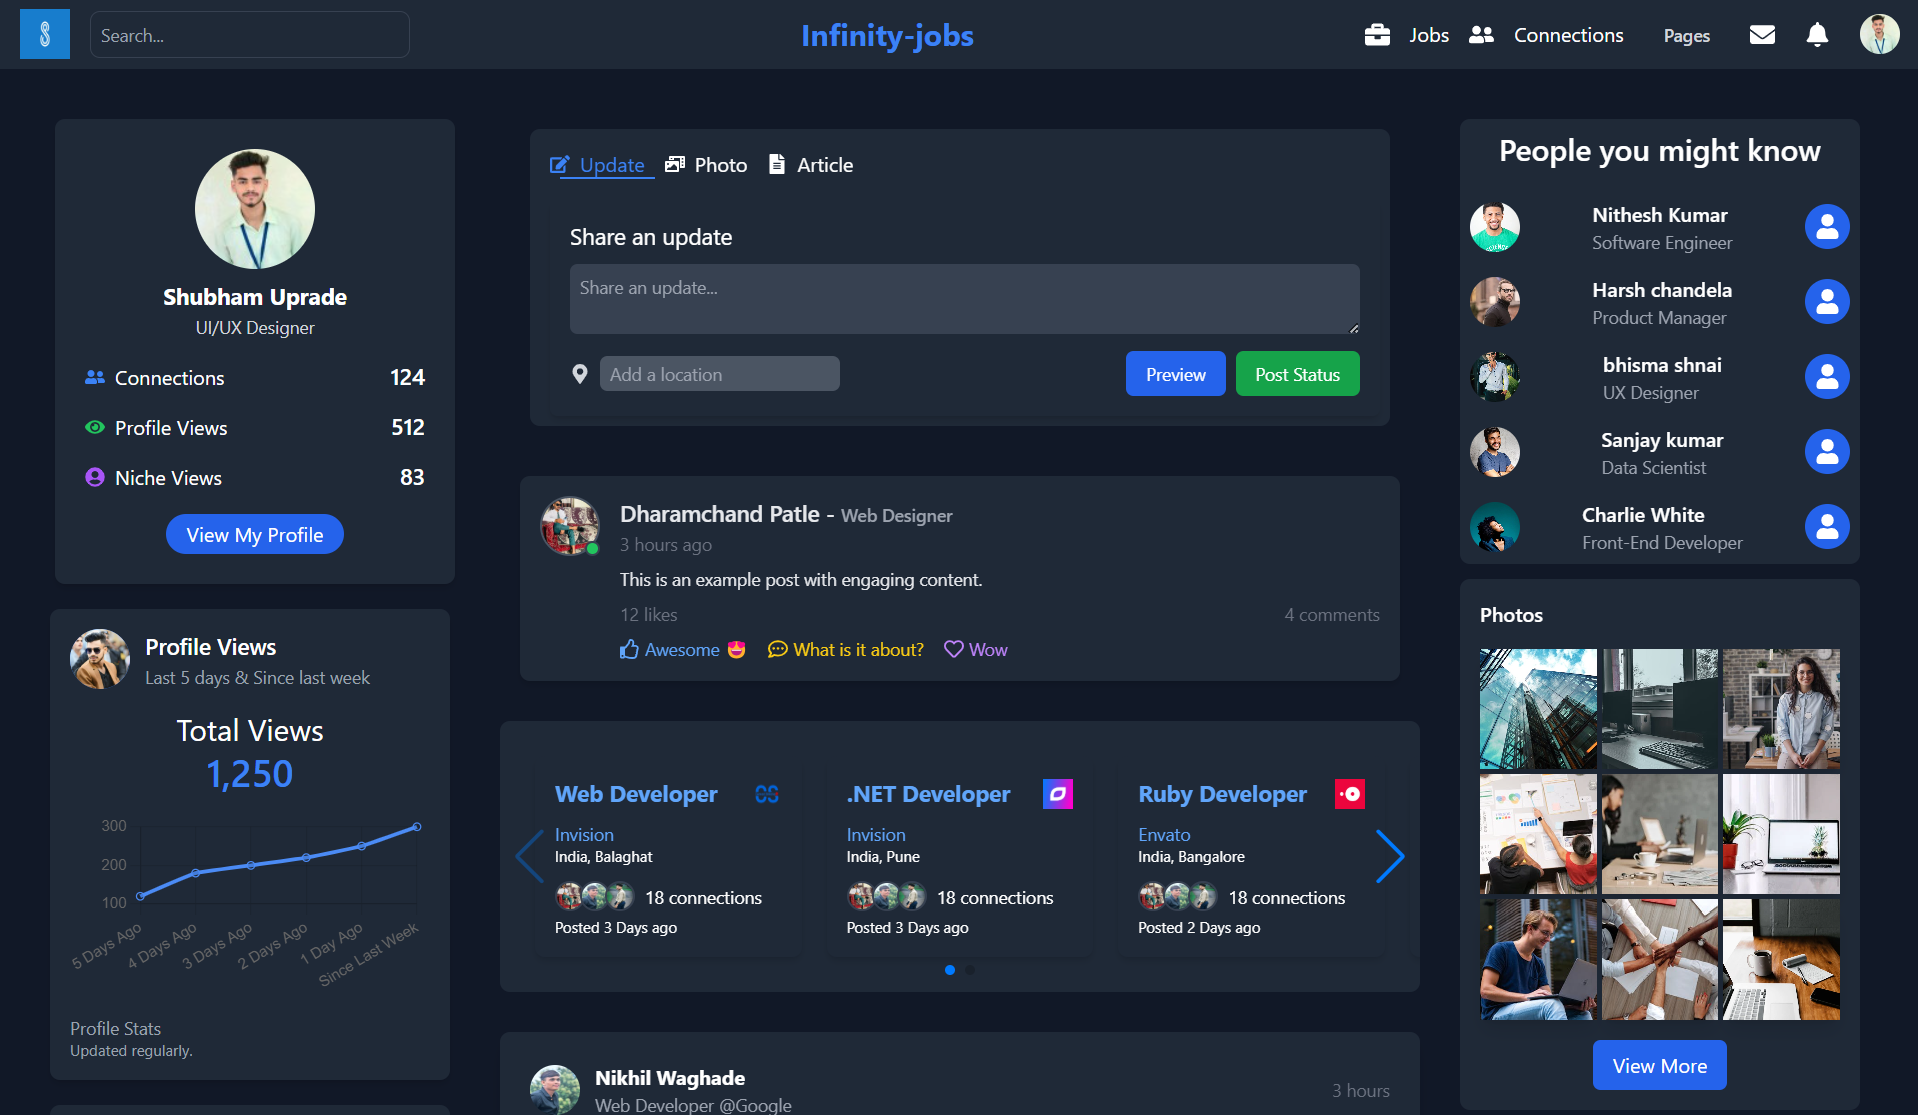 Search...
Infinity-jobs
Jobs
Connections
Pages
Shubham Uprade
UI/UX Designer
Connections 124
Profile Views 512
Niche Views 83
View My Profile
Profile Views
Last 5 days & Since last week
Total Views
1,250
300
200
100
5 Days Ago
4 Days Ago
3 Days Ago
2 Days Ago
1 Day Ago
Since Last Week
Profile Stats
Updated regularly.
Update
Photo
Article
Share an update
Share an update...
Add a location
Preview
Post Status
Dharamchand Patle - Web Designer
3 hours ago
This is an example post with engaging content.
12 likes
4 comments
Awesome 🤩
What is it about?
Wow
Web Developer
Invision
India, Balaghat
18 connections
Posted 3 Days ago
.NET Developer
Invision
India, Pune
18 connections
Posted 3 Days ago
Ruby Developer
Envato
India, Bangalore
18 connections
Posted 2 Days ago
Nikhil Waghade
Web Developer @Google
3 hours
People you might know
Nithesh Kumar
Software Engineer
Harsh chandela
Product Manager
bhisma shnai
UX Designer
Sanjay kumar
Data Scientist
Charlie White
Front-End Developer
Photos
View More